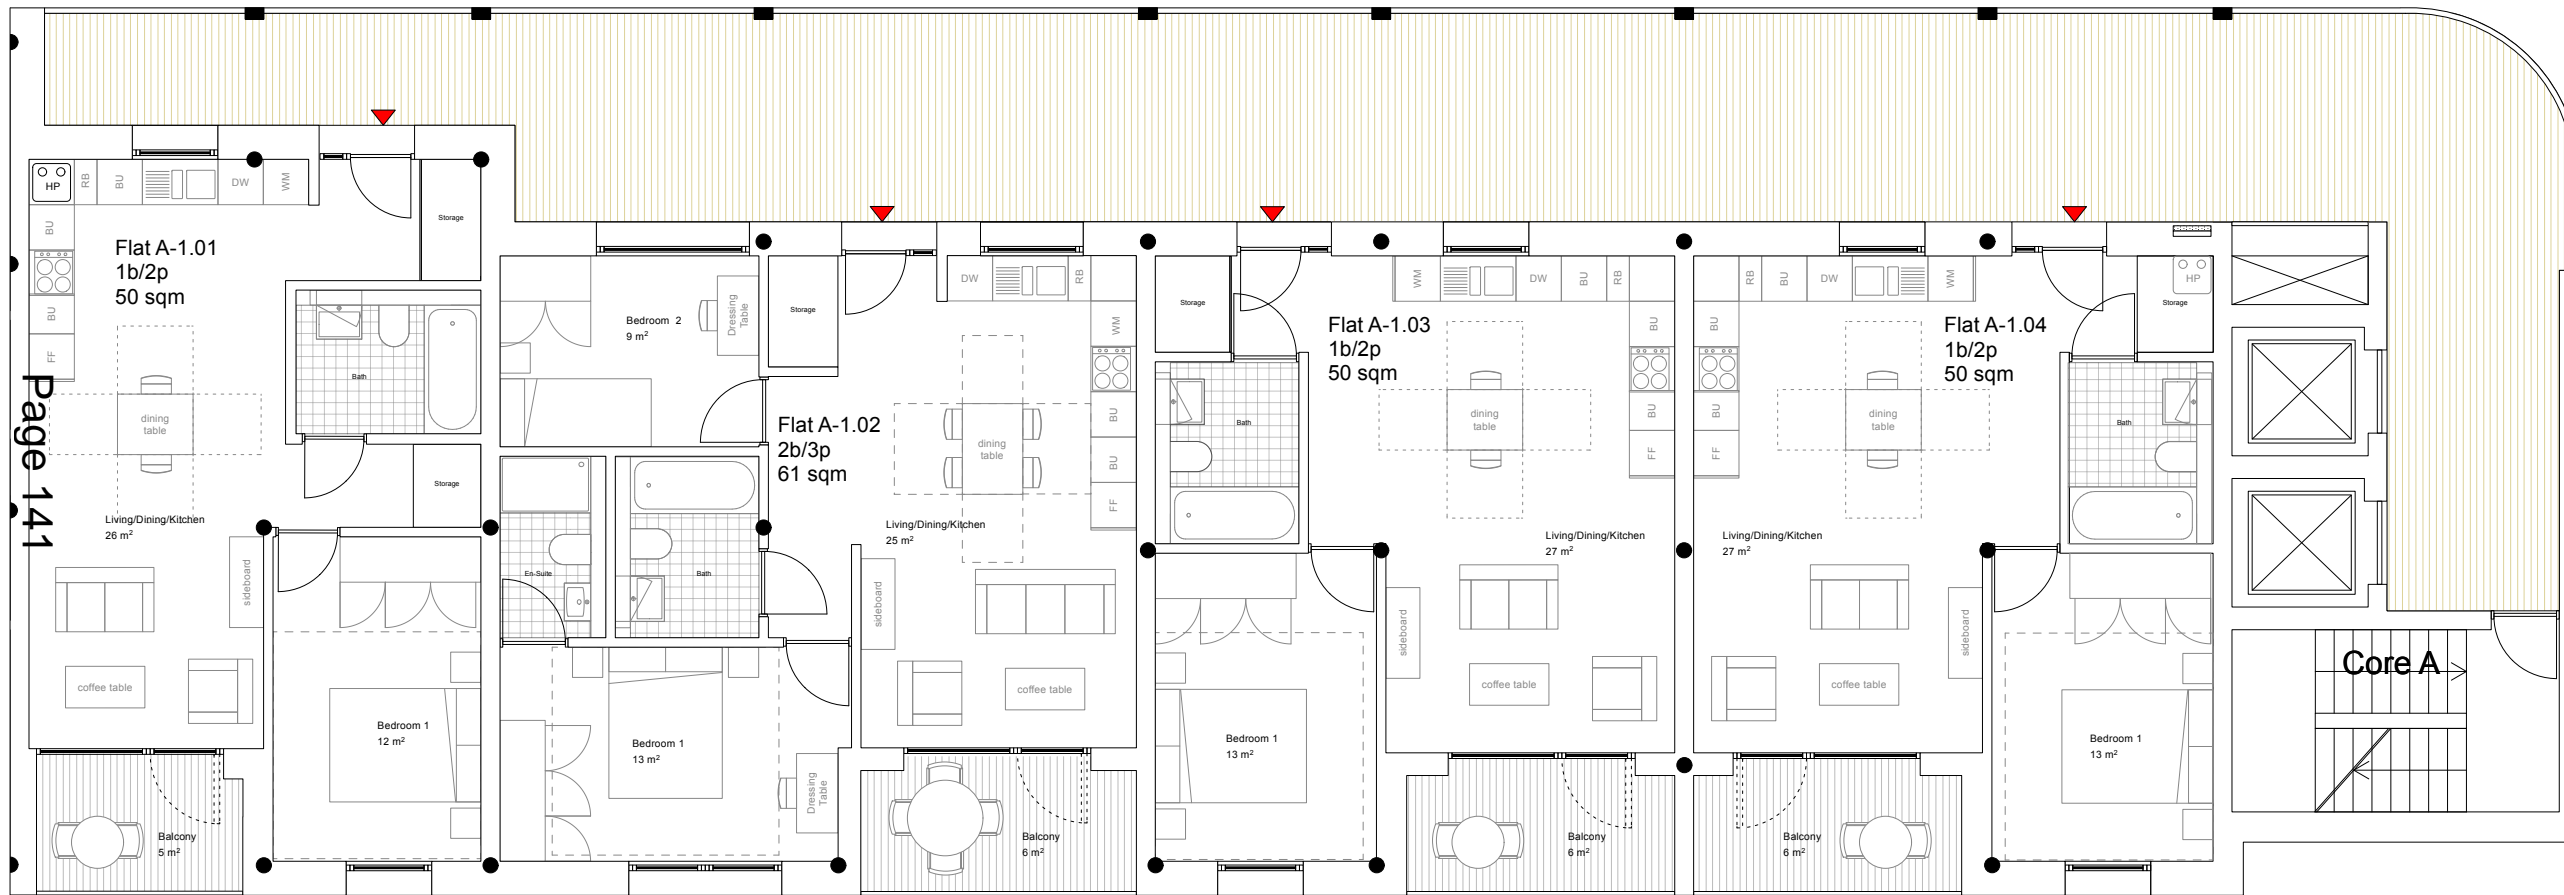 Page 141
Flat A-1.01
1b/2p
50 sqm
HP
RB
BU
DW
WM
Storage
BU
BU
FF
Bath
dining
table
Storage
Living/Dining/Kitchen
26 m²
sideboard
coffee table
Bedroom 1
12 m²
Balcony
5 m²
Flat A-1.02
2b/3p
61 sqm
Bedroom 2
9 m²
Dressing
Table
Storage
DW
RB
WM
BU
BU
FF
dining
table
En-Suite
Bath
Living/Dining/Kitchen
25 m²
sideboard
coffee table
Bedroom 1
13 m²
Dressing
Table
Balcony
6 m²
Flat A-1.03
1b/2p
50 sqm
Storage
WM
DW
BU
RB
BU
BU
FF
Bath
dining
table
Living/Dining/Kitchen
27 m²
sideboard
coffee table
Bedroom 1
13 m²
Balcony
6 m²
Flat A-1.04
1b/2p
50 sqm
RB
BU
DW
WM
HP
Storage
BU
BU
FF
dining
table
Bath
Living/Dining/Kitchen
27 m²
sideboard
coffee table
Bedroom 1
13 m²
Balcony
6 m²
Core A